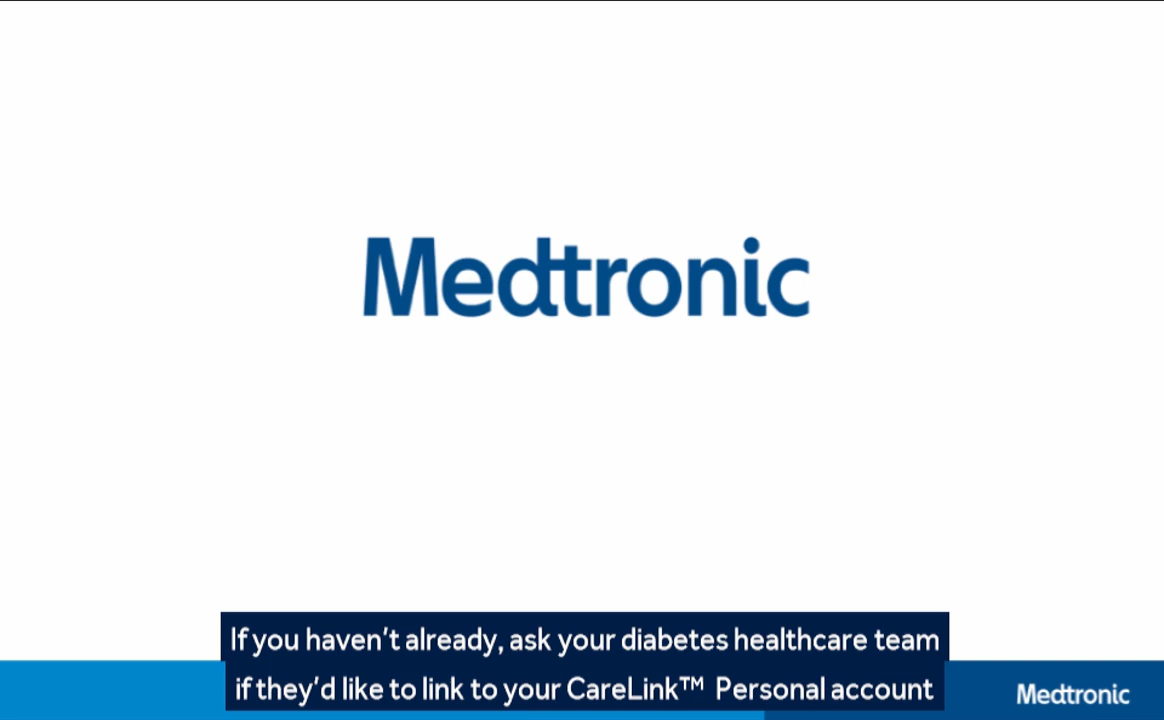 Medtronic
If you haven't already, ask your diabetes healthcare team
if they'd like to link to your CareLink™ Personal account
Medtronic